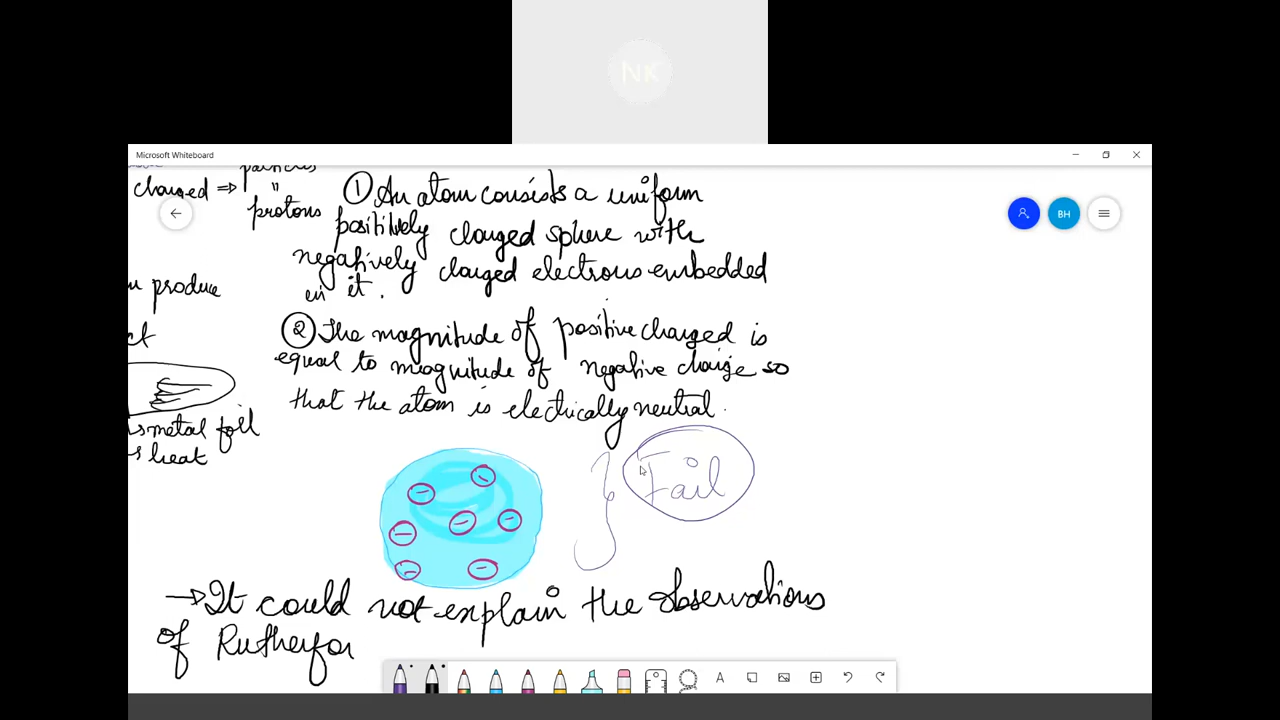 NK
Microsoft Whiteboard
charged ⇒ particles
"
protons
① An atom consists a uniform
positively charged sphere with
negatively charged electrons embedded
in it.
BH
produce
② The magnitude of positive charged is
equal to magnitude of negative charge so
that the atom is electrically neutral.
metal foil
heat
Fail
→ It could not explain the observations
of Rutherfor
A